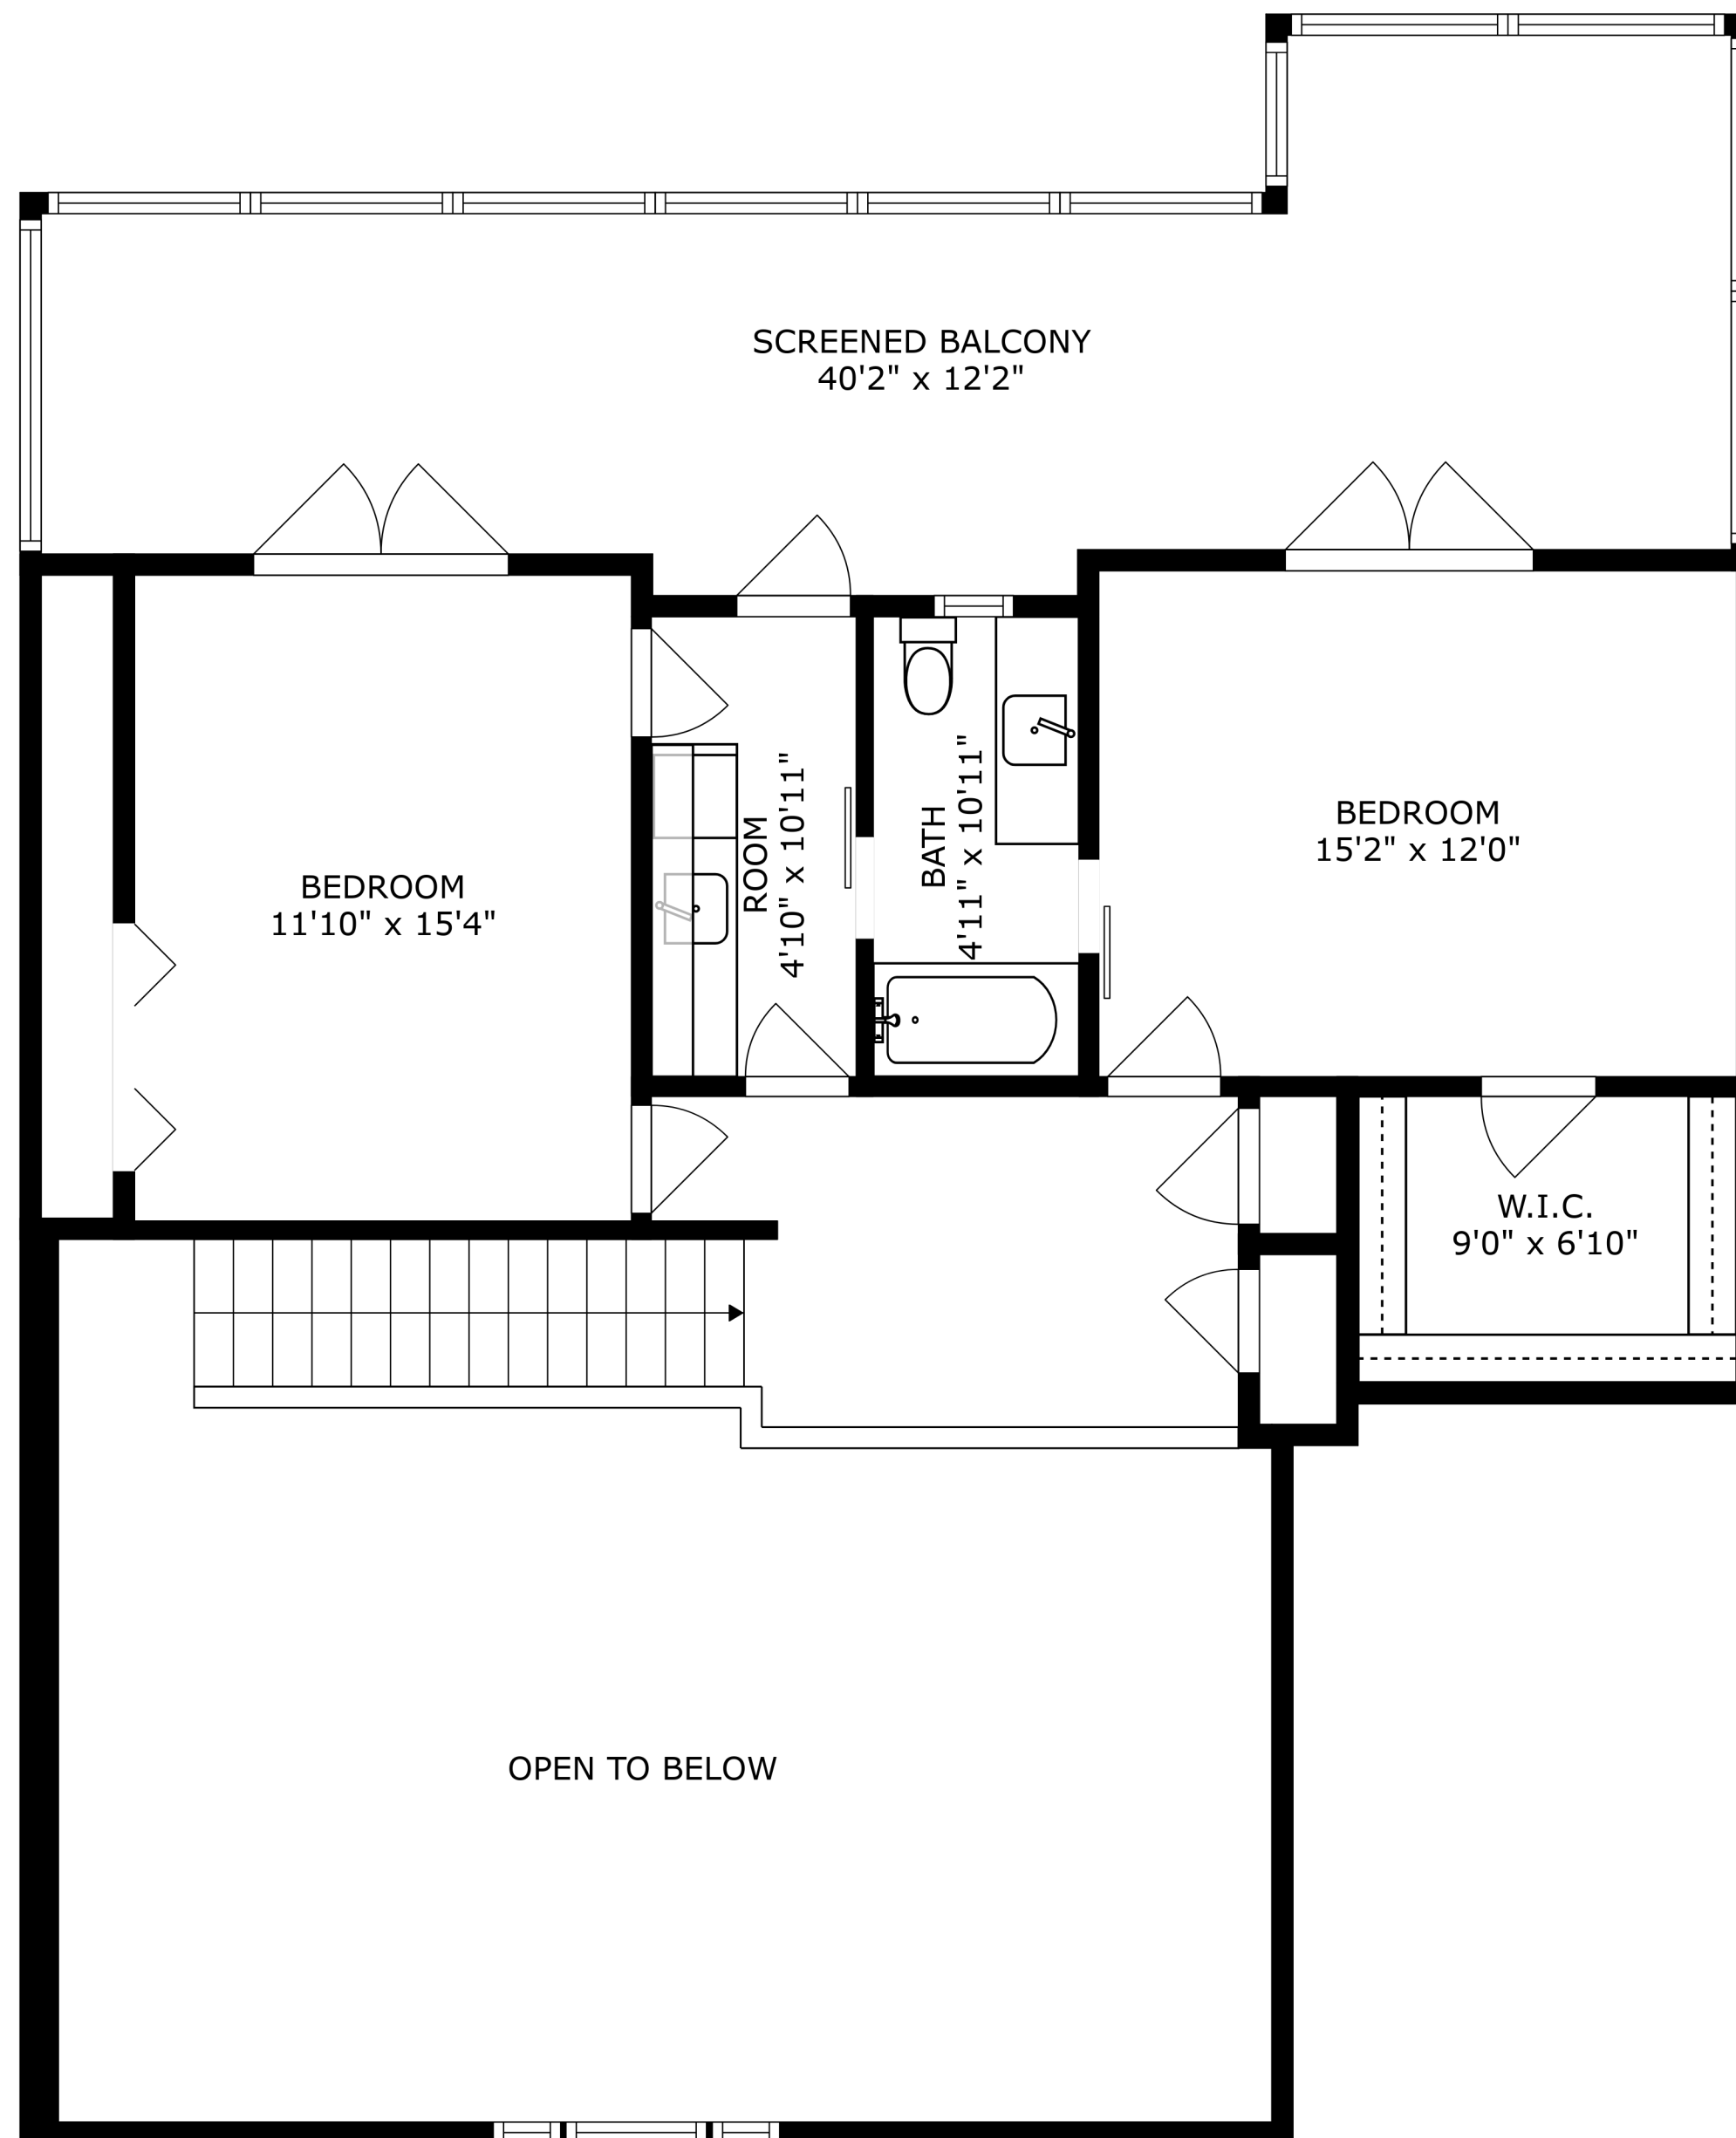 SCREENED BALCONY
40'2" x 12'2"
BEDROOM
15'2" x 12'0"
ROOM
4'10" x 10'11"
BATH
4'11" x 10'11"
BEDROOM
11'10" x 15'4"
W.I.C.
9'0" x 6'10"
OPEN TO BELOW